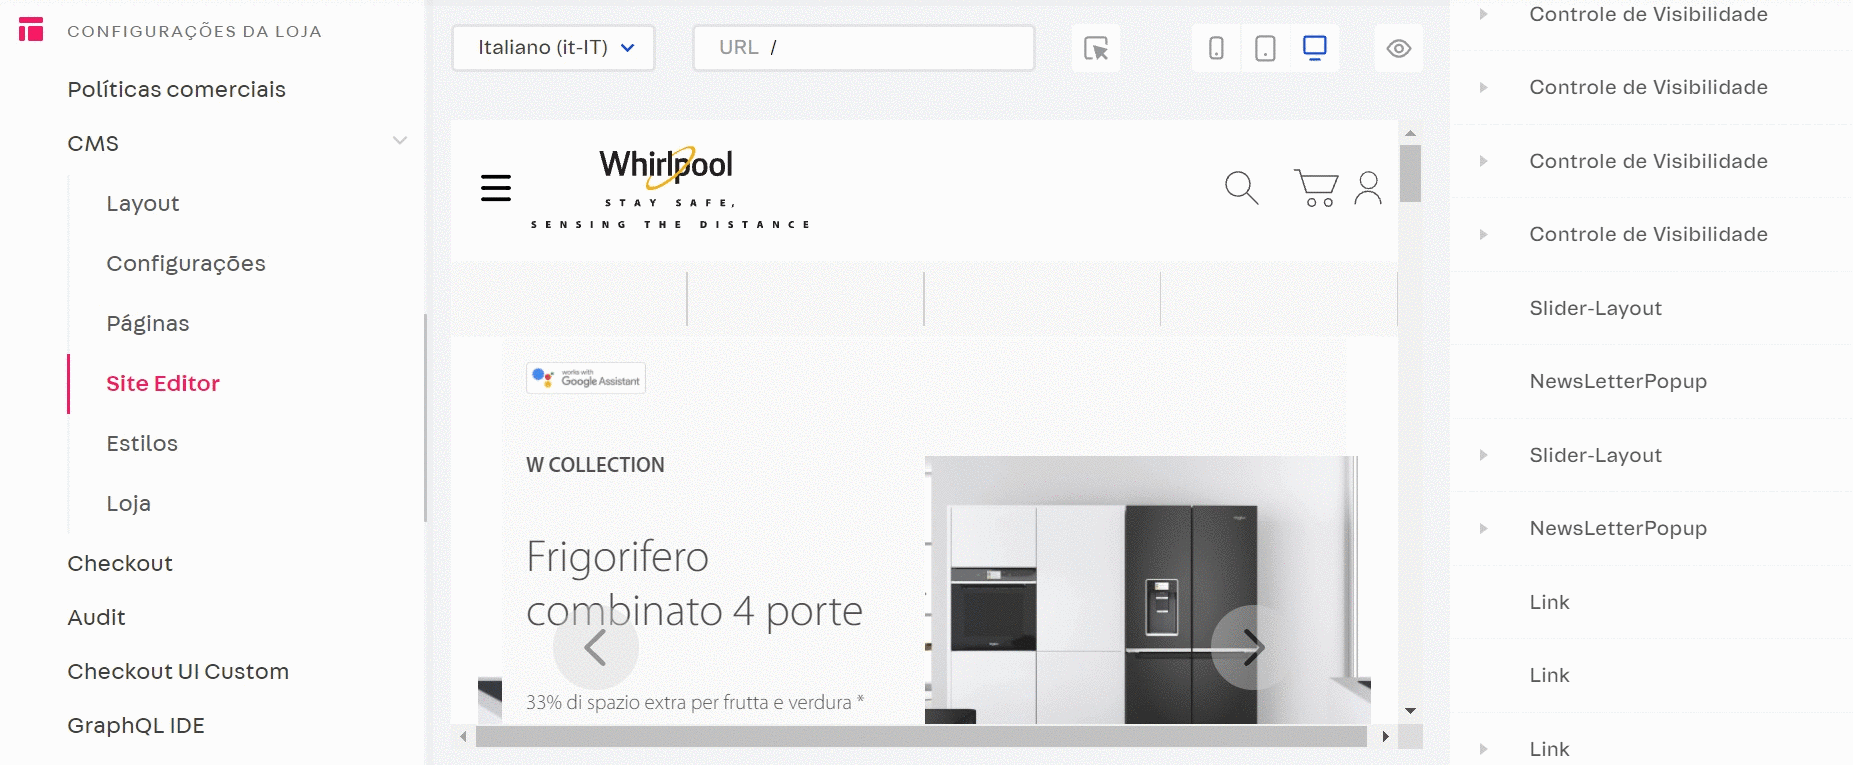 CONFIGURAÇÕES DA LOJA
Políticas comerciais
CMS
Layout
Configurações
Páginas
Site Editor
Estilos
Loja
Checkout
Audit
Checkout UI Custom
GraphQL IDE
Italiano (it-IT)
URL /
Whirlpool
STAY SAFE,
SENSING THE DISTANCE
works with
Google Assistant
W COLLECTION
Frigorifero
combinato 4 porte
33% di spazio extra per frutta e verdura *
Controle de Visibilidade
Controle de Visibilidade
Controle de Visibilidade
Controle de Visibilidade
Slider-Layout
NewsLetterPopup
Slider-Layout
NewsLetterPopup
Link
Link
Link